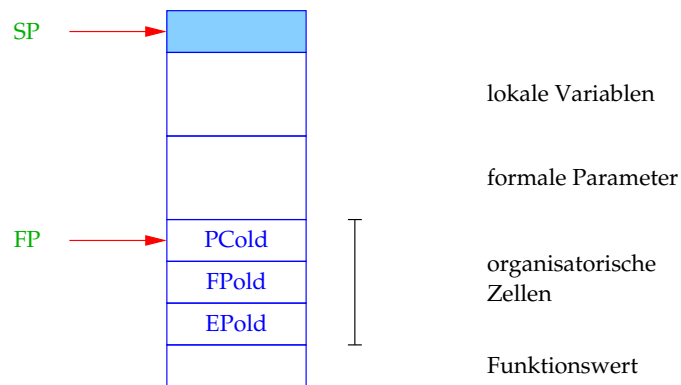 SP
lokale Variablen
formale Parameter
FP
PCold
FPold
EPold
organisatorische
Zellen
Funktionswert